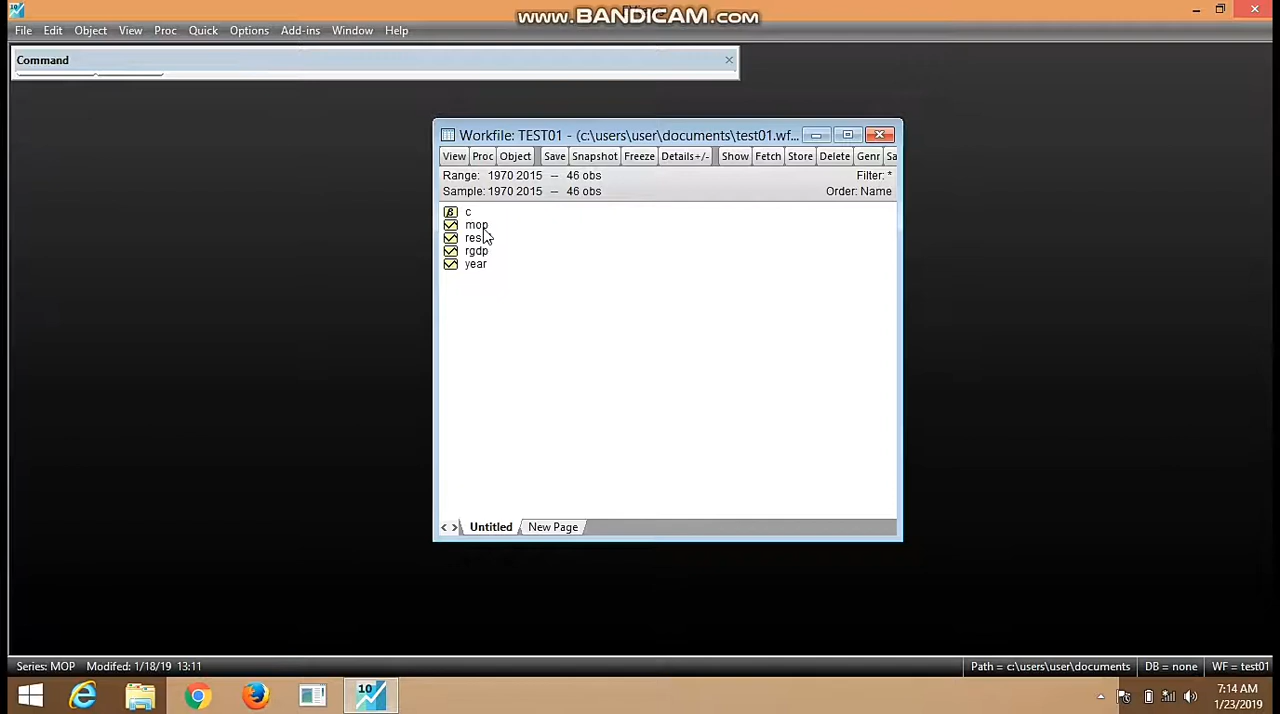 www.BANDICAM.com
10
File Edit Object View Proc Quick Options Add-ins Window Help
Command
Workfile: TEST01 - (c:\users\user\documents\test01.wf...
View Proc Object Save Snapshot Freeze Details+/- Show Fetch Store Delete Genr Sa
Range: 1970 2015 — 46 obs Filter: *
Sample: 1970 2015 — 46 obs Order: Name
β c
mop
res
rgdp
year
< > Untitled New Page
Series: MOP Modifed: 1/18/19 13:11 Path = c:\users\user\documents DB = none WF = test01
10 7:14 AM
1/23/2019